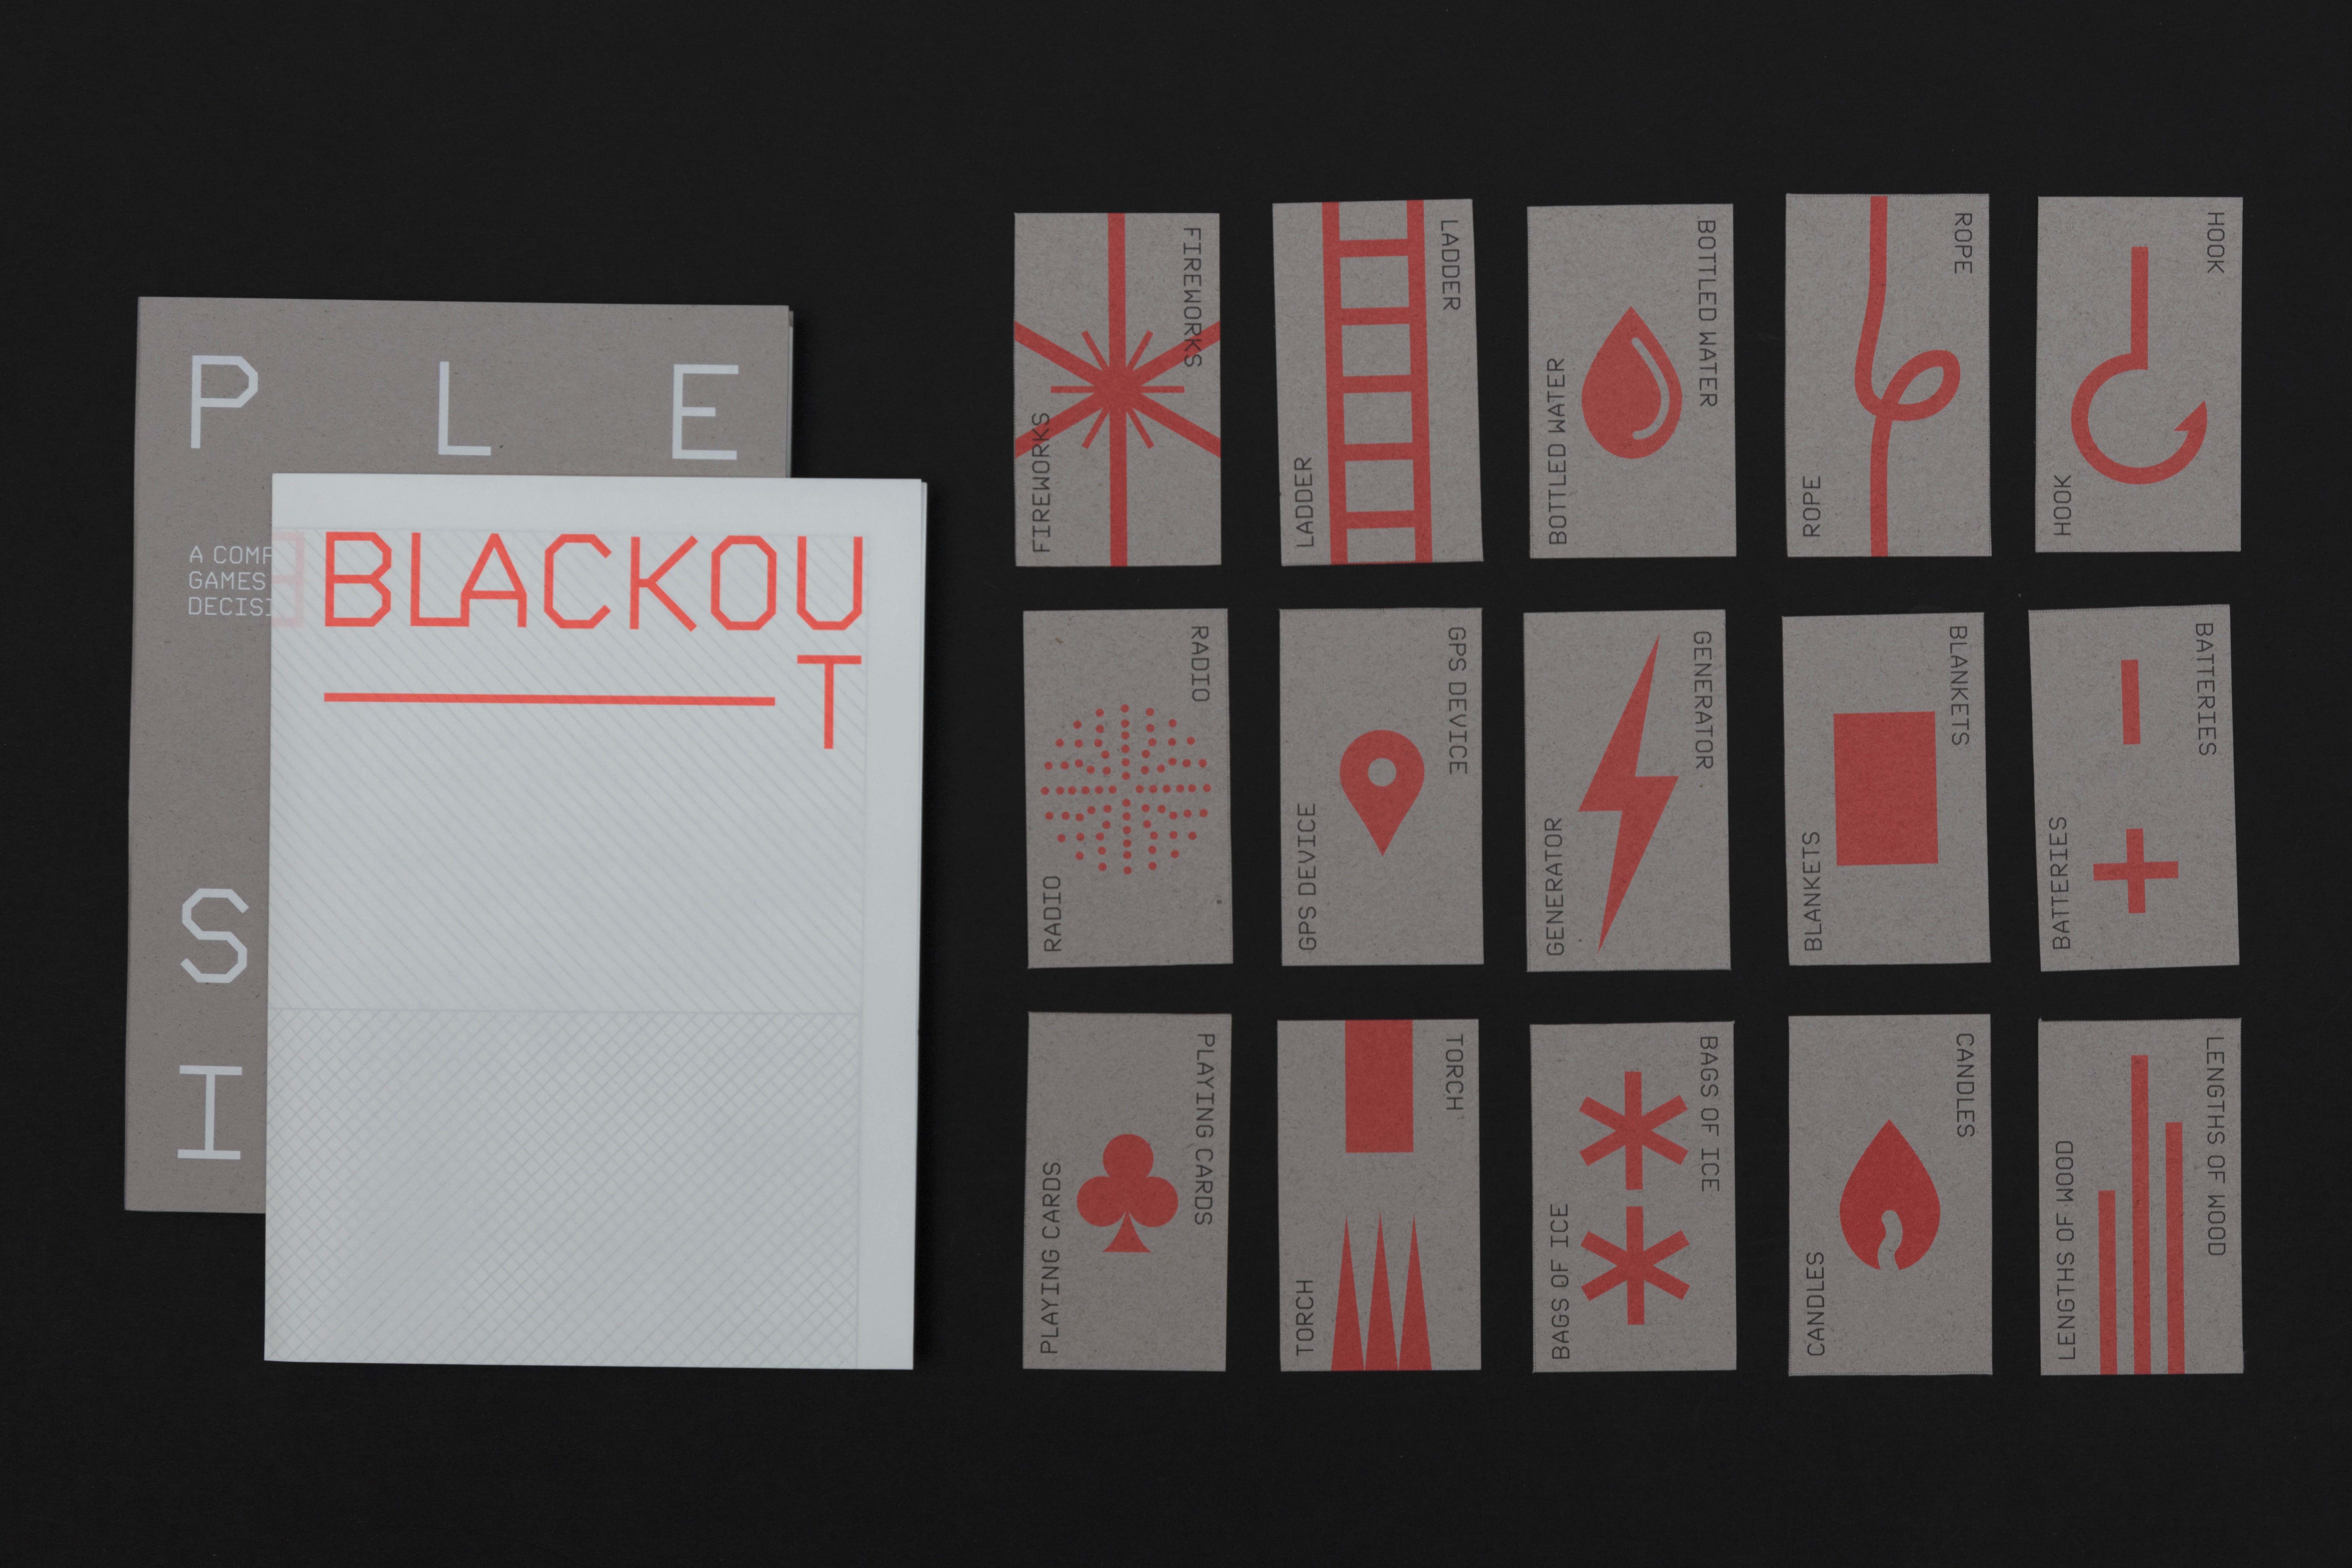 P L E
A COMP
GAMES
DECISI
S
I
BLACKOU
T
FIREWORKS
FIREWORKS
LADDER
LADDER
BOTTLED WATER
BOTTLED WATER
ROPE
ROPE
HOOK
HOOK
RADIO
RADIO
GPS DEVICE
GPS DEVICE
GENERATOR
GENERATOR
BLANKETS
BLANKETS
BATTERIES
BATTERIES
PLAYING CARDS
PLAYING CARDS
TORCH
TORCH
BAGS OF ICE
BAGS OF ICE
CANDLES
CANDLES
LENGTHS OF WOOD
LENGTHS OF WOOD